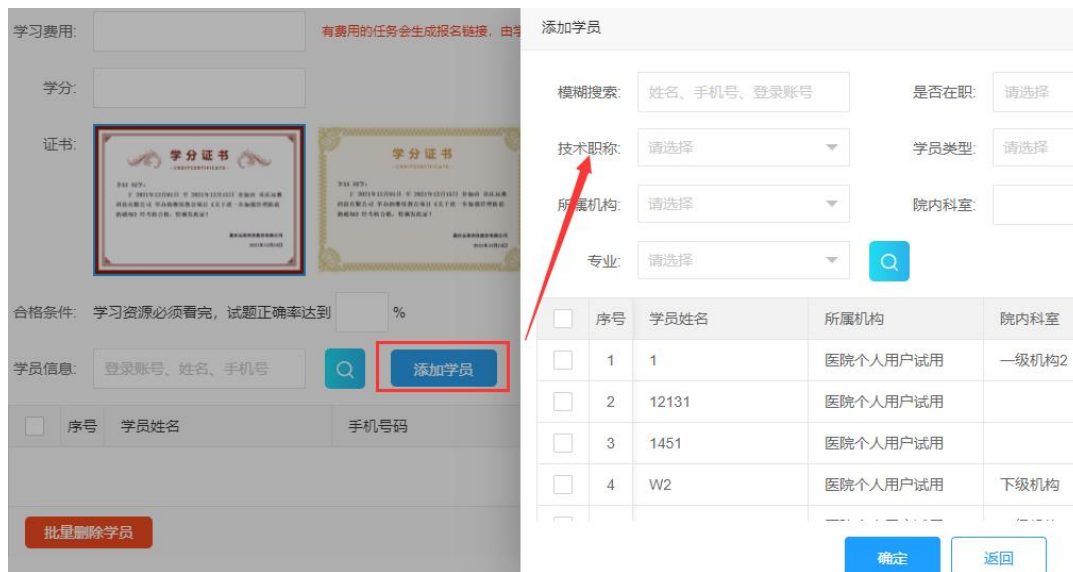 学习费用:
有费用的任务会生成报名链接，由学
学分:
证书:
学分证书
学分证书
合格条件: 学习资源必须看完，试题正确率达到 %
学员信息: 登录账号、姓名、手机号 添加学员
序号 学员姓名 手机号码
批量删除学员
添加学员
模糊搜索: 姓名、手机号、登录账号 是否在职: 请选择
技术职称: 请选择 学员类型: 请选择
所属机构: 请选择 院内科室:
专业: 请选择
序号 学员姓名 所属机构 院内科室
1 1 医院个人用户试用 一级机构2
2 12131 医院个人用户试用
3 1451 医院个人用户试用
4 W2 医院个人用户试用 下级机构
确定 返回